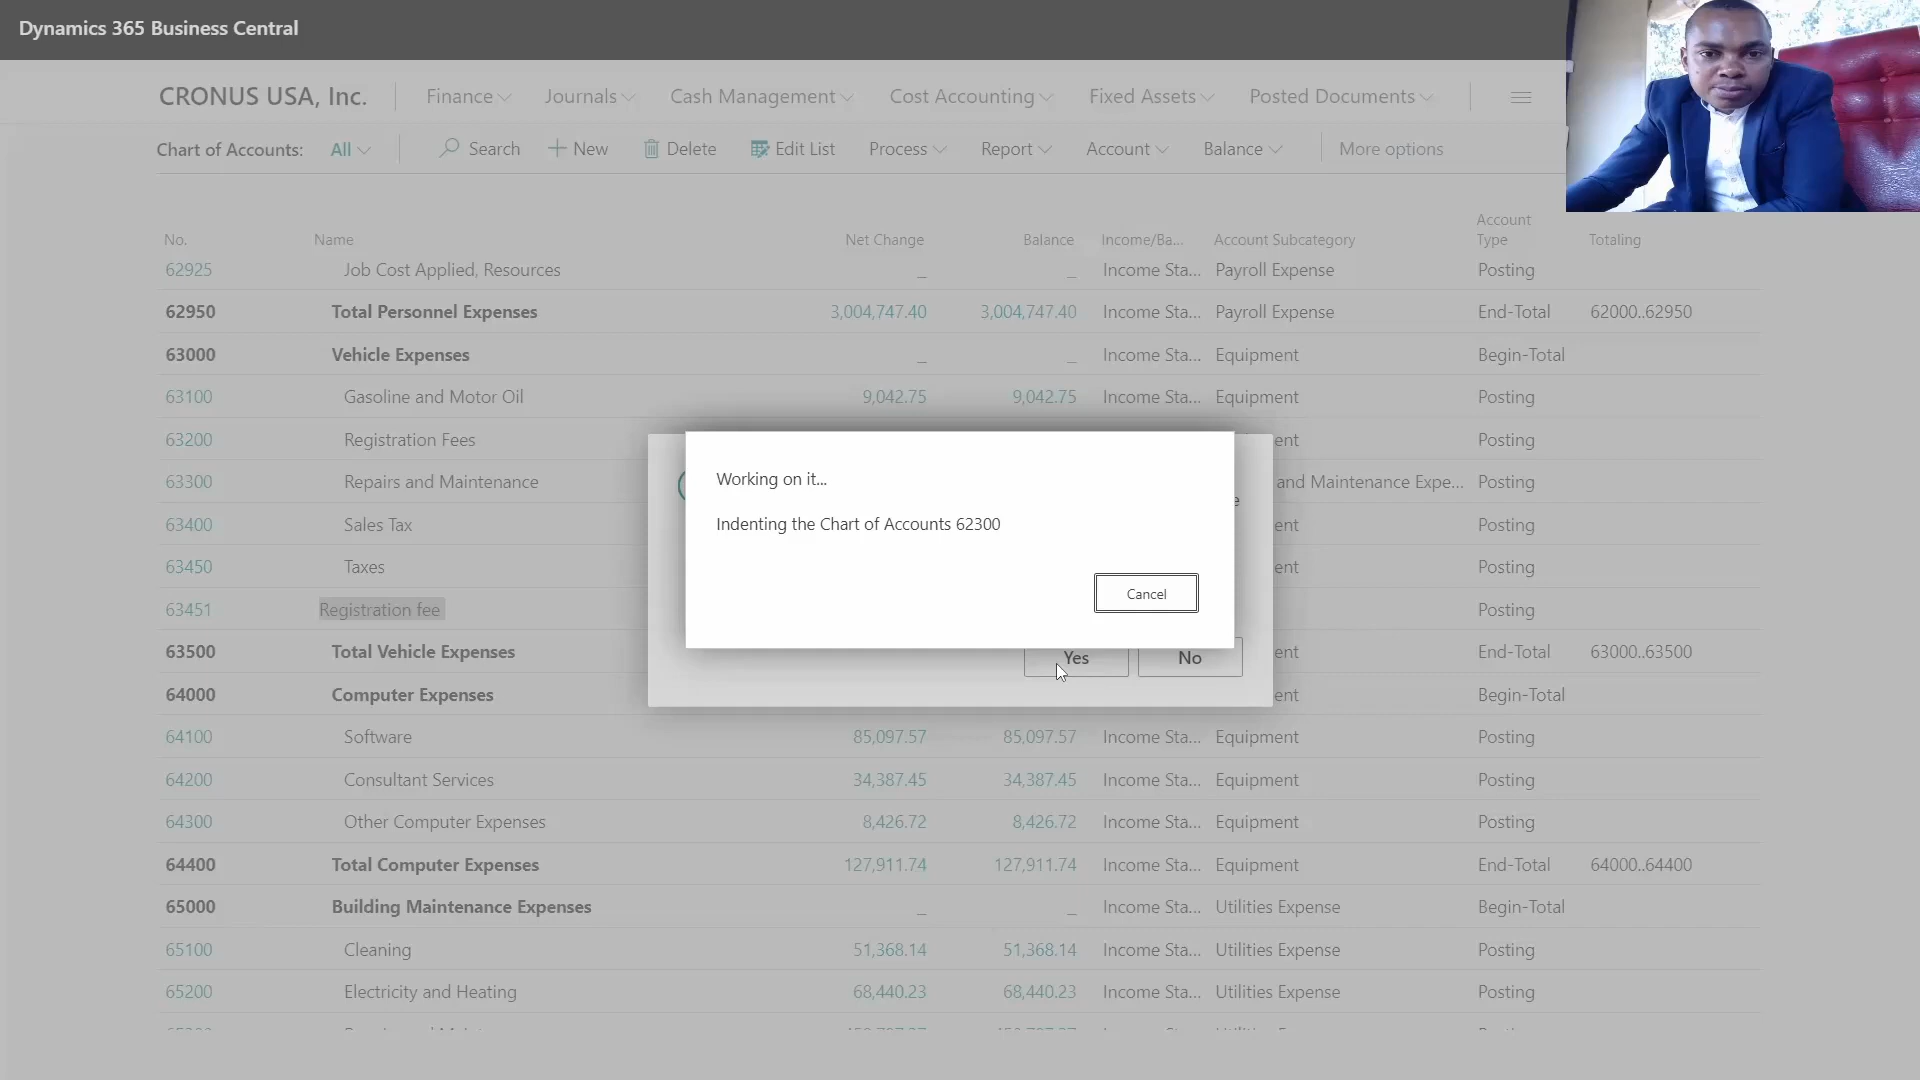 Dynamics 365 Business Central
CRONUS USA, Inc. Finance Journals Cash Management Cost Accounting Fixed Assets Posted Documents
Chart of Accounts: All Search New Delete Edit List Process Report Account Balance More options
No. Name Net Change Balance Income/Ba... Account Subcategory Account Type Totaling
62925 Job Cost Applied, Resources _ _ Income Sta... Payroll Expense Posting
62950 Total Personnel Expenses 3,004,747.40 3,004,747.40 Income Sta... Payroll Expense End-Total 62000..62950
63000 Vehicle Expenses _ _ Income Sta... Equipment Begin-Total
63100 Gasoline and Motor Oil 9,042.75 9,042.75 Income Sta... Equipment Posting
63200 Registration Fees ent Posting
63300 Repairs and Maintenance and Maintenance Expe... Posting
63400 Sales Tax ent Posting
63450 Taxes ent Posting
63451 Registration fee Posting
63500 Total Vehicle Expenses ent End-Total 63000..63500
64000 Computer Expenses ent Begin-Total
Working on it...
Indenting the Chart of Accounts 62300
Cancel
Yes No
64100 Software 85,097.57 85,097.57 Income Sta... Equipment Posting
64200 Consultant Services 34,387.45 34,387.45 Income Sta... Equipment Posting
64300 Other Computer Expenses 8,426.72 8,426.72 Income Sta... Equipment Posting
64400 Total Computer Expenses 127,911.74 127,911.74 Income Sta... Equipment End-Total 64000..64400
65000 Building Maintenance Expenses _ _ Income Sta... Utilities Expense Begin-Total
65100 Cleaning 51,368.14 51,368.14 Income Sta... Utilities Expense Posting
65200 Electricity and Heating 68,440.23 68,440.23 Income Sta... Utilities Expense Posting